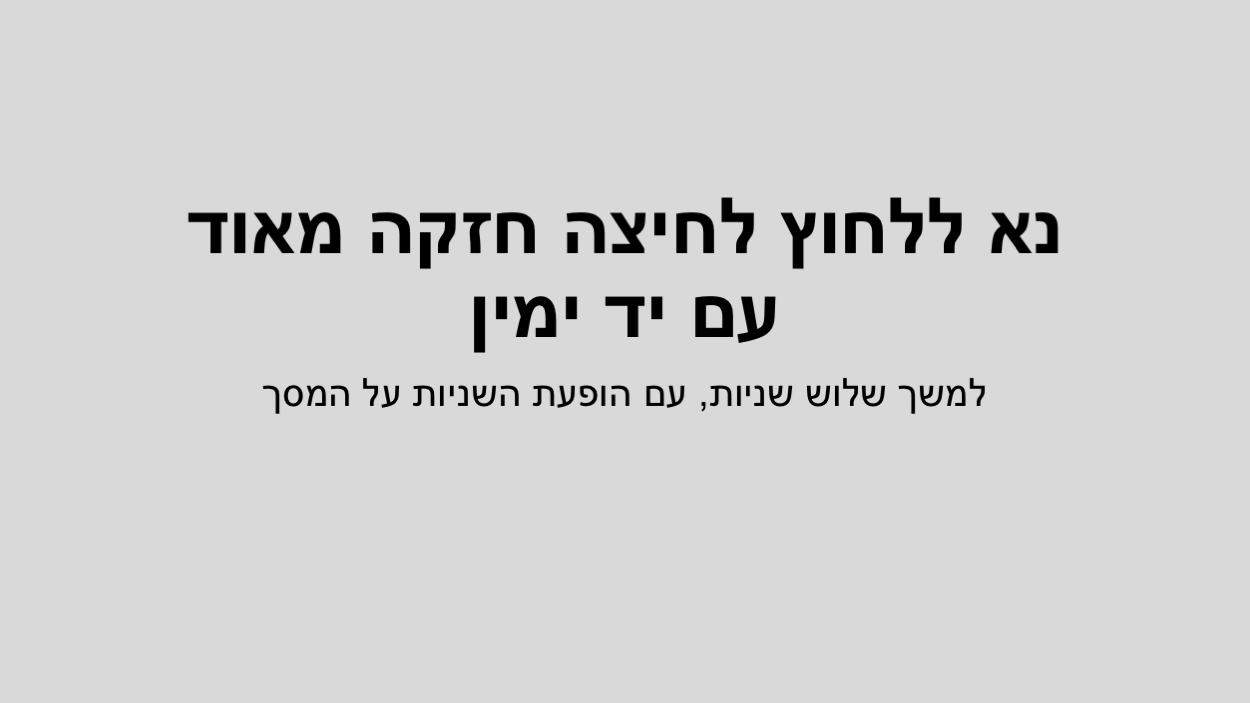 נא ללחוץ לחיצה חזקה מאוד
עם יד ימין
למשך שלוש שניות, עם הופעת השניות על המסך